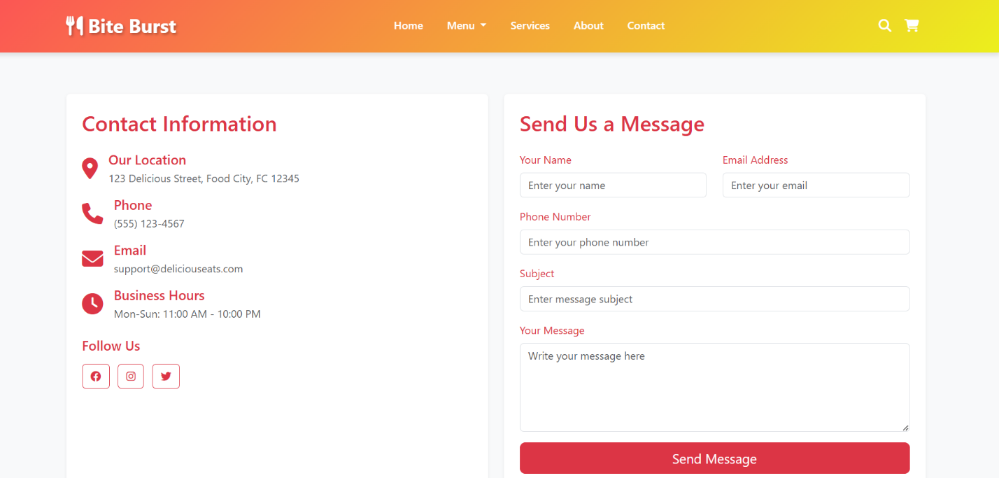 Bite Burst
Home Menu Services About Contact
Contact Information
Our Location
123 Delicious Street, Food City, FC 12345
Phone
(555) 123-4567
Email
support@deliciouseats.com
Business Hours
Mon-Sun: 11:00 AM - 10:00 PM
Follow Us
Send Us a Message
Your Name Email Address
Enter your name Enter your email
Phone Number
Enter your phone number
Subject
Enter message subject
Your Message
Write your message here
Send Message